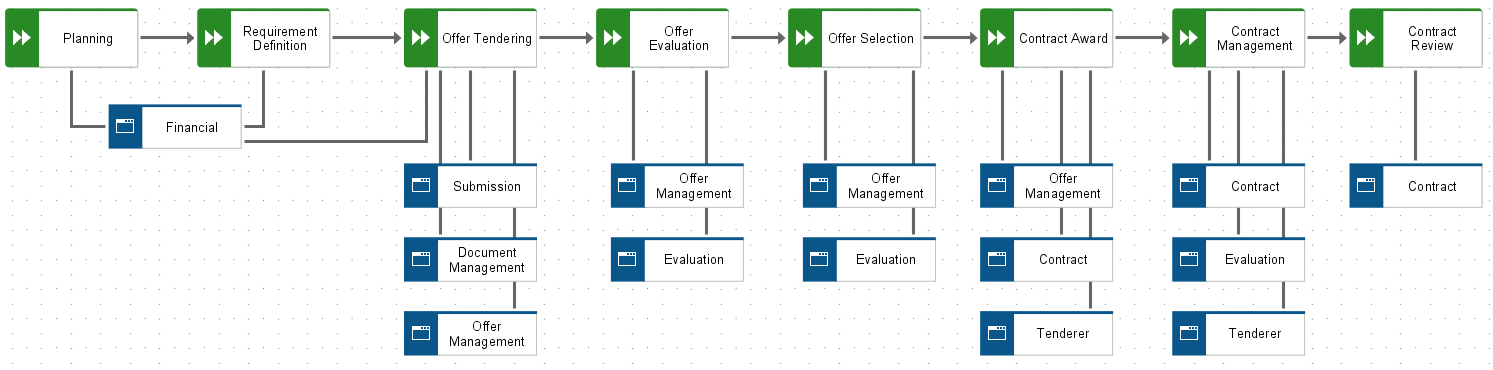 Planning
Requirement
Definition
Offer Tendering
Offer
Evaluation
Offer Selection
Contract Award
Contract
Management
Contract
Review
Financial
Submission
Offer
Management
Offer
Management
Offer
Management
Contract
Contract
Document
Management
Evaluation
Evaluation
Contract
Evaluation
Offer
Management
Tenderer
Tenderer